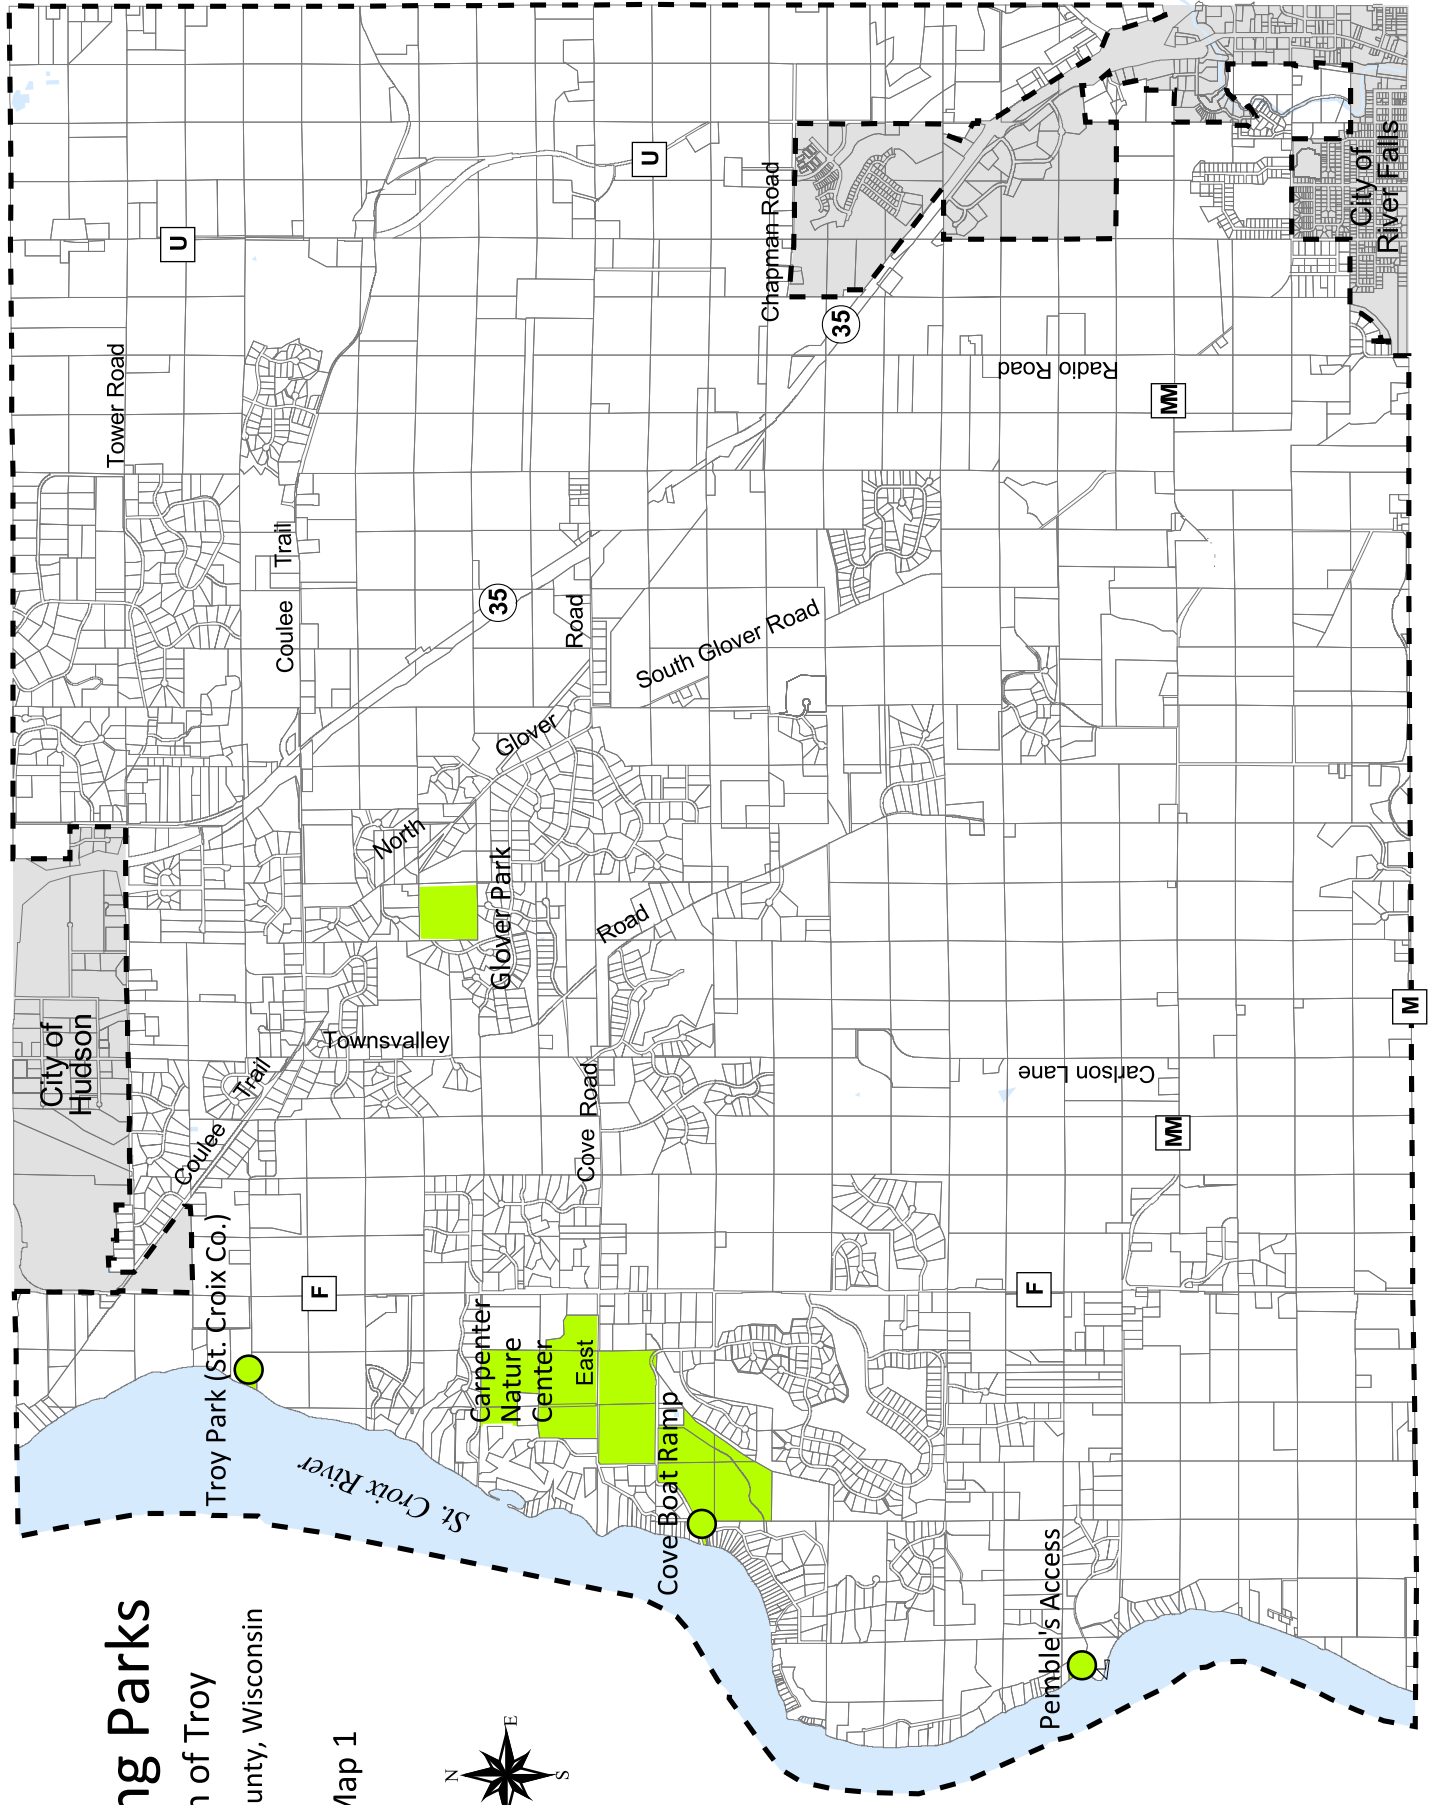 ng Parks
n of Troy
unty, Wisconsin
Map 1
N
E
S
City of
Hudson
Tower Road
U
U
Coulee
Trail
Coulee
Trail
Troy Park (St. Croix Co.)
F
St. Croix River
35
North
Glover
Road
Glover Park
Townsvalley
Road
Cove Road
Carpenter
Nature
Center
East
Cove Boat Ramp
South Glover Road
Chapman Road
35
Radio Road
MM
City of
River Falls
Carlson Lane
MM
F
Pemble's Access
M